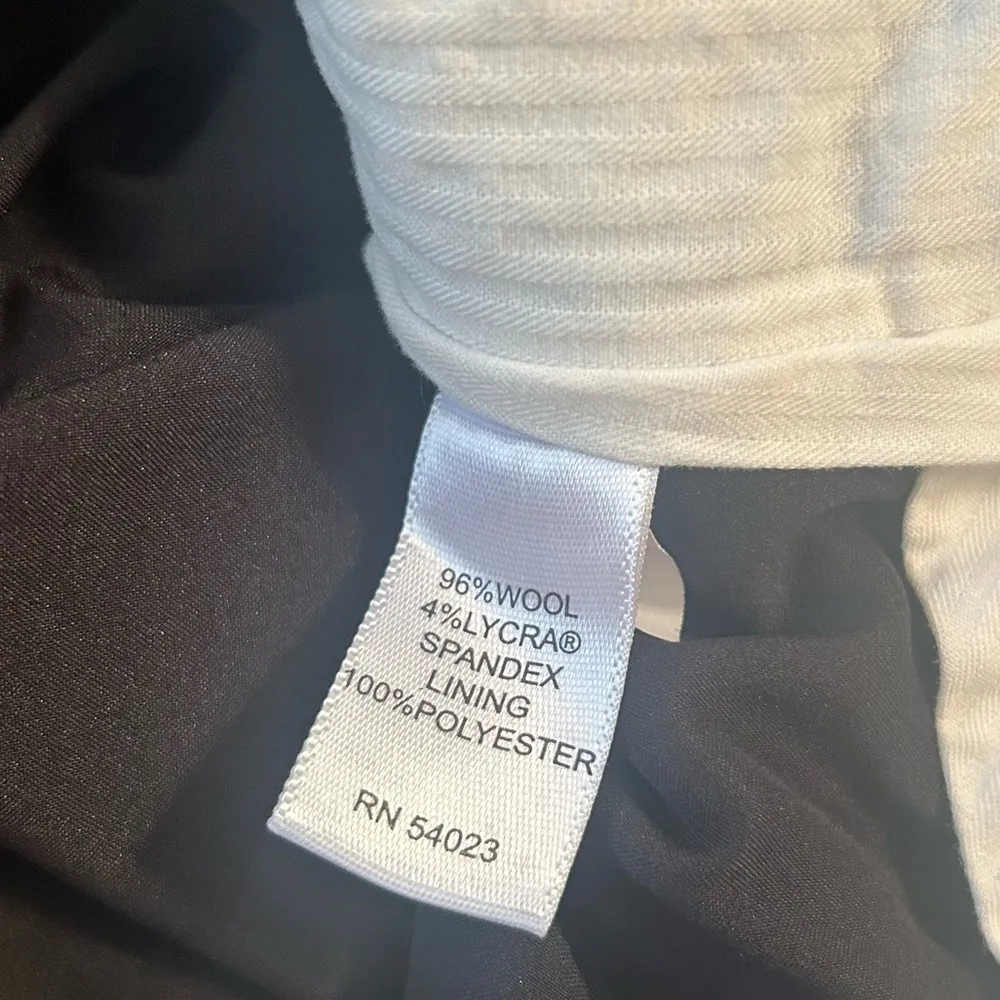 96%WOOL
4%LYCRA®
SPANDEX
LINING
100%POLYESTER
RN 54023